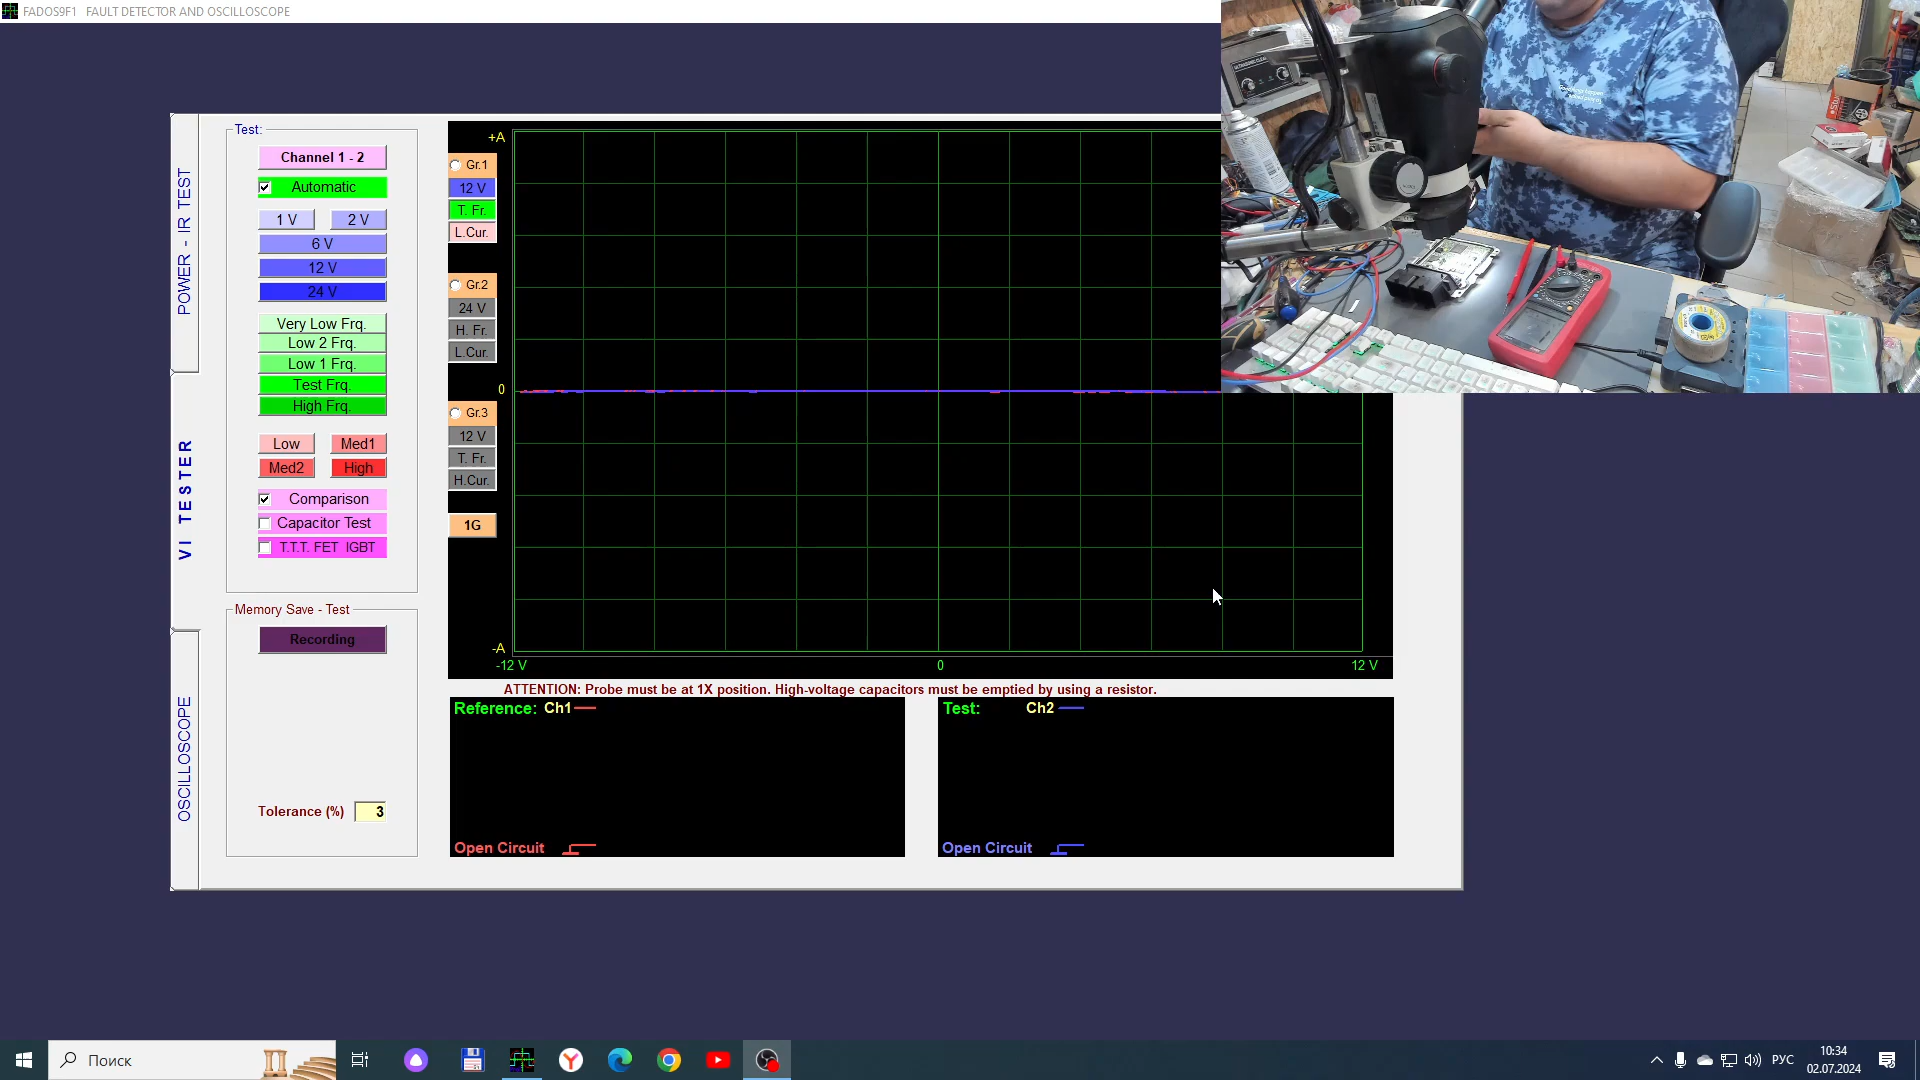 FADOS9F1 FAULT DETECTOR AND OSCILLOSCOPE
POWER - IR TEST
VI TESTER
OSCILLOSCOPE
Test:
Channel 1 - 2
Automatic
1 V
2 V
6 V
12 V
24 V
Very Low Frq.
Low 2 Frq.
Low 1 Frq.
Test Frq.
High Frq.
Low
Med1
Med2
High
Comparison
Capacitor Test
T.T.T. FET IGBT
Memory Save - Test
Recording
Tolerance (%) 3
Gr.1
12 V
T. Fr.
L.Cur.
Gr.2
24 V
H. Fr.
L.Cur.
Gr.3
12 V
T. Fr.
H.Cur.
1G
+A
0
-A
-12 V
0
12 V
ATTENTION: Probe must be at 1X position. High-voltage capacitors must be emptied by using a resistor.
Reference: Ch1
Open Circuit
Test: Ch2
Open Circuit
Поиск
РУС
10:34
02.07.2024